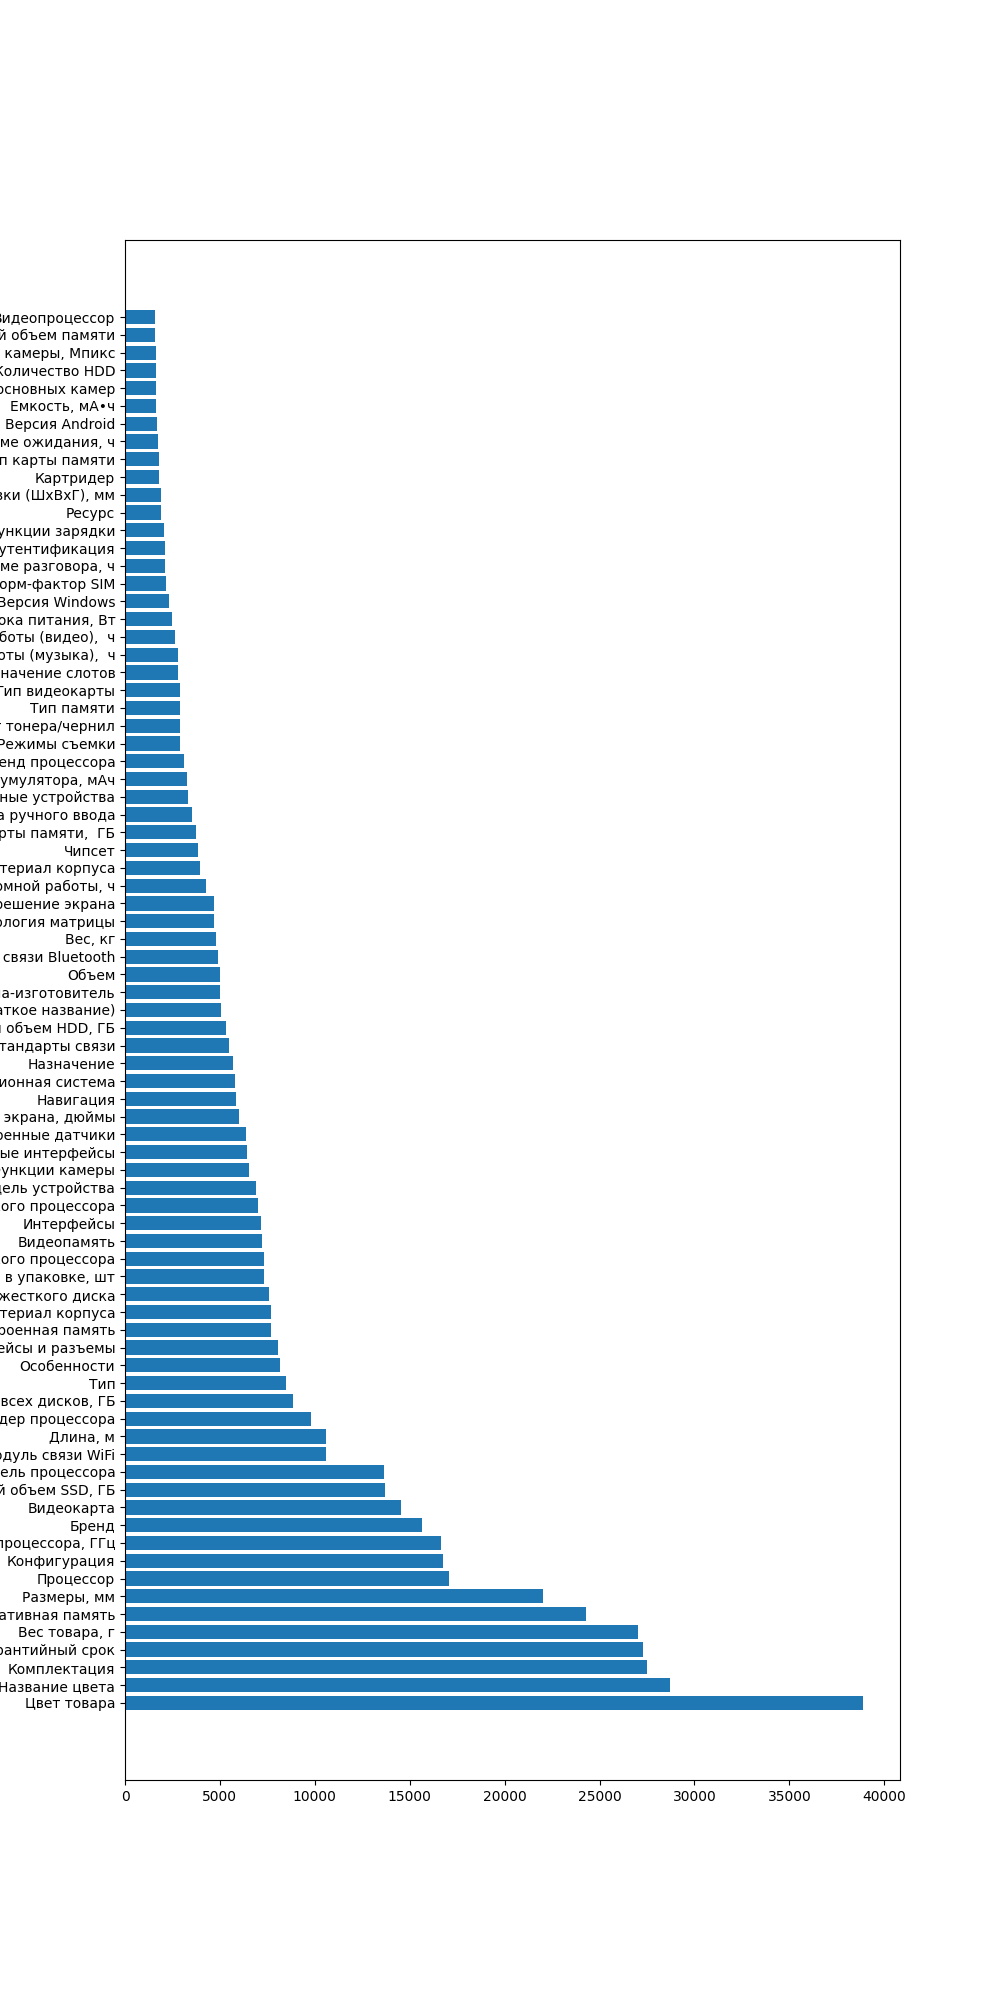 Видеопроцессор
й объем памяти
камеры, Мпикс
Количество HDD
основных камер
Емкость, мА•ч
Версия Android
ме ожидания, ч
п карты памяти
Картридер
вки (ШхВхГ), мм
Ресурс
ункции зарядки
утентификация
ме разговора, ч
орм-фактор SIM
Версия Windows
ока питания, Вт
боты (видео), ч
оты (музыка), ч
начение слотов
Тип видеокарты
Тип памяти
т тонера/чернил
Режимы съемки
енд процессора
умулятора, мАч
ные устройства
а ручного ввода
рты памяти, ГБ
Чипсет
териал корпуса
омной работы, ч
решение экрана
ология матрицы
Вес, кг
связи Bluetooth
Объем
на-изготовитель
аткое название)
й объем HDD, ГБ
тандарты связи
Назначение
ионная система
Навигация
экрана, дюймы
оенные датчики
ые интерфейсы
Функции камеры
дель устройства
ого процессора
Интерфейсы
Видеопамять
ого процессора
в упаковке, шт
жесткого диска
териал корпуса
роенная память
ейсы и разъемы
Особенности
Тип
всех дисков, ГБ
дер процессора
Длина, м
одуль связи WiFi
ель процессора
й объем SSD, ГБ
Видеокарта
Бренд
процессора, ГГц
Конфигурация
Процессор
Размеры, мм
ративная память
Вес товара, г
рантийный срок
Комплектация
Название цвета
Цвет товара
0 5000 10000 15000 20000 25000 30000 35000 40000